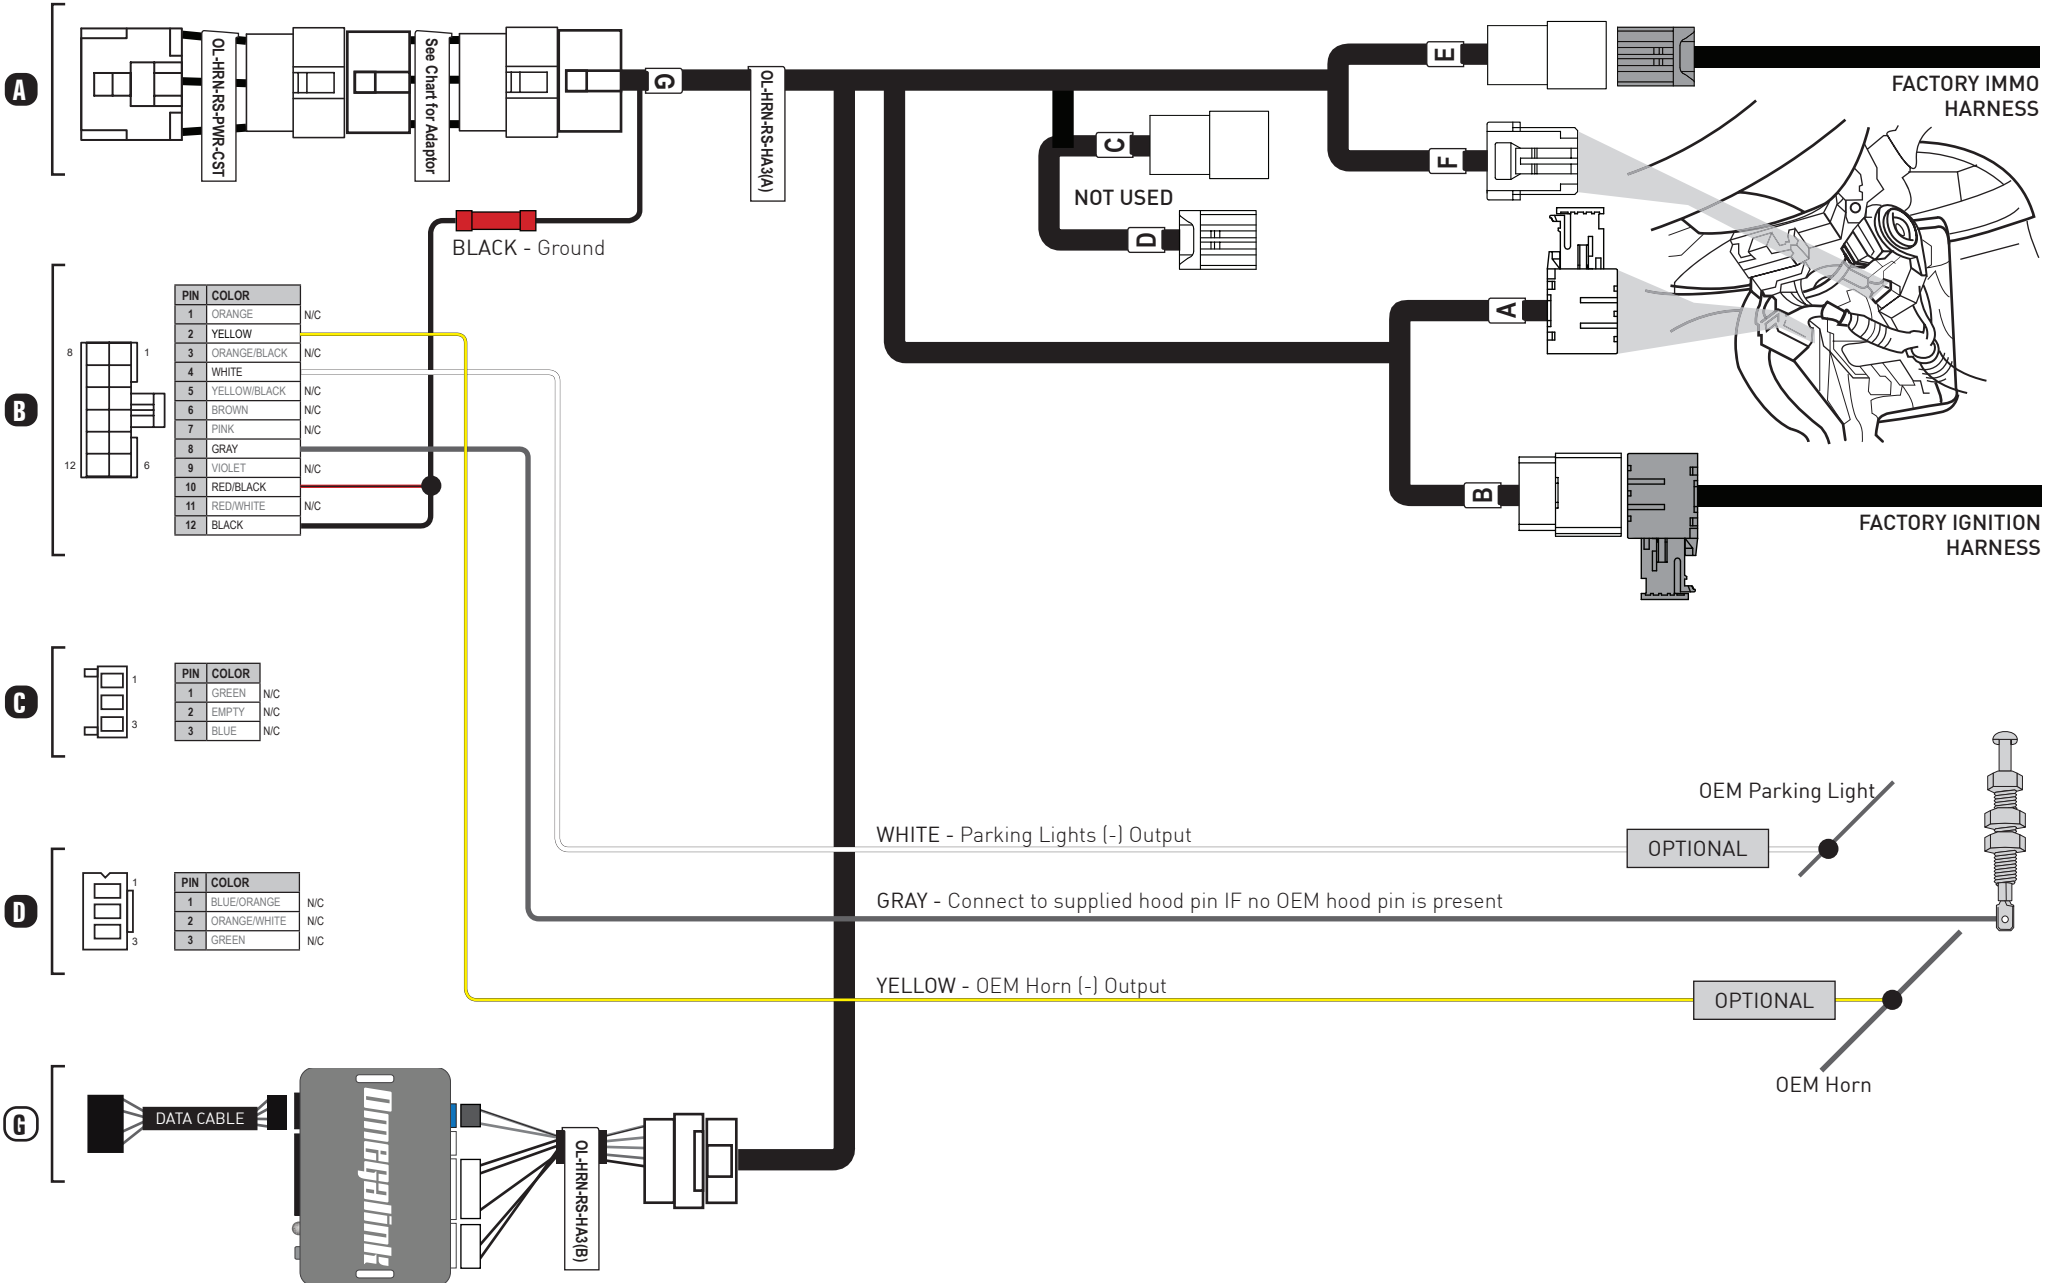 A
OL-HRN-RS-PWR-CST
See Chart for Adaptor
G
OL-HRN-RS-HA3(A)
BLACK - Ground
E
FACTORY IMMO
HARNESS
F
C
NOT USED
D
A
B
FACTORY IGNITION
HARNESS
B
8 1
12 6
PIN COLOR
1 ORANGE N/C
2 YELLOW
3 ORANGE/BLACK N/C
4 WHITE
5 YELLOW/BLACK N/C
6 BROWN N/C
7 PINK N/C
8 GRAY
9 VIOLET N/C
10 RED/BLACK
11 RED/WHITE N/C
12 BLACK
C
1
3
PIN COLOR
1 GREEN N/C
2 EMPTY N/C
3 BLUE N/C
OEM Parking Light
WHITE - Parking Lights (-) Output
OPTIONAL
D
1
3
PIN COLOR
1 BLUE/ORANGE N/C
2 ORANGE/WHITE N/C
3 GREEN N/C
GRAY - Connect to supplied hood pin IF no OEM hood pin is present
YELLOW - OEM Horn (-) Output
OPTIONAL
OEM Horn
G
DATA CABLE
Omegalink
OL-HRN-RS-HA3(B)